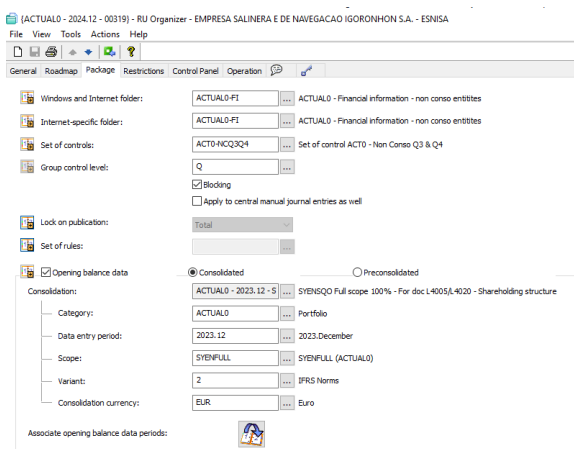 {ACTUAL0 - 2024.12 - 00319} - RU Organizer - EMPRESA SALINERA E DE NAVEGACAO IGORONHON S.A. - ESNISA
File View Tools Actions Help
General Roadmap Package Restrictions Control Panel Operation
Windows and Internet folder: ACTUAL0-FI ... ACTUAL0 - Financial information - non conso entitites
Internet-specific folder: ACTUAL0-FI ... ACTUAL0 - Financial information - non conso entitites
Set of controls: ACT0-NCQ3Q4 ... Set of control ACT0 - Non Conso Q3 & Q4
Group control level: Q ...
Blocking
Apply to central manual journal entries as well
Lock on publication: Total
Set of rules: ...
Opening balance data Consolidated Preconsolidated
Consolidation: ACTUAL0 - 2023.12 - S ... SYENSQO Full scope 100% - For doc L4005/L4020 - Shareholding structure
Category: ACTUAL0 ... Portfolio
Data entry period: 2023.12 ... 2023.December
Scope: SYENFULL ... SYENFULL (ACTUAL0)
Variant: 2 ... IFRS Norms
Consolidation currency: EUR ... Euro
Associate opening balance data periods: